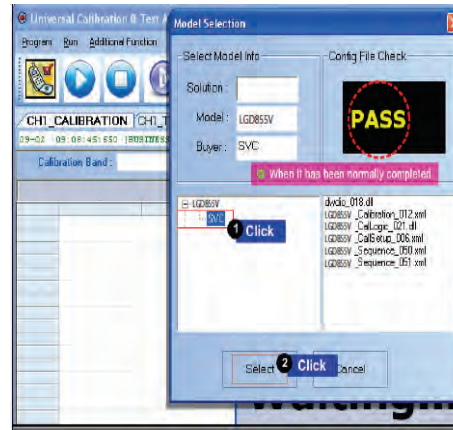 Universal Calibration & Test
Program Run Additional Function
CH1_CALIBRATION CH1_T
09-02 09:08:45:650 |BUSINESS
Calibration Band :
Model Selection
Select Model Info
Solution :
Model : LGD855V
Buyer : SVC
Config File Check
PASS
When it has been normally completed.
LGD855V
SVC
1 Click
dwdio_018.dll
LGD855V_Calibration_012.xml
LGD855V_CalLogic_021.dll
LGD855V_CalSetup_006.xml
LGD855V_Sequence_050.xml
LGD855V_Sequence_051.xml
Select 2 Click Cancel